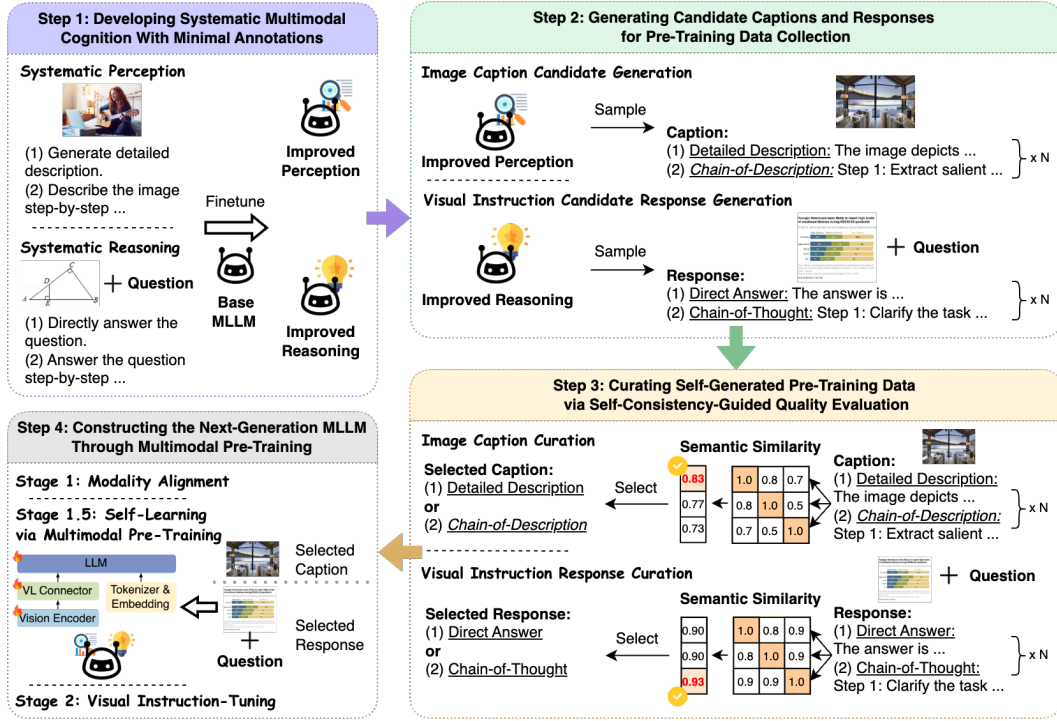 Step 1: Developing Systematic Multimodal
Cognition With Minimal Annotations
Systematic Perception
(1) Generate detailed
description.
(2) Describe the image
step-by-step ...
Systematic Reasoning
C
D
A
E
B
+ Question
(1) Directly answer the
question.
(2) Answer the question
step-by-step ...
Finetune
Base
MLLM
Improved
Perception
Improved
Reasoning
Step 2: Generating Candidate Captions and Responses
for Pre-Training Data Collection
Image Caption Candidate Generation
Improved Perception
Sample
Caption:
(1) Detailed Description: The image depicts ...
(2) Chain-of-Description: Step 1: Extract salient ...
x N
Visual Instruction Candidate Response Generation
Improved Reasoning
Sample
+ Question
Response:
(1) Direct Answer: The answer is ...
(2) Chain-of-Thought: Step 1: Clarify the task ...
x N
Step 3: Curating Self-Generated Pre-Training Data
via Self-Consistency-Guided Quality Evaluation
Image Caption Curation
Selected Caption:
(1) Detailed Description
or
(2) Chain-of-Description
Select
Semantic Similarity
0.83 1.0 0.8 0.7
0.77 0.8 1.0 0.5
0.73 0.7 0.5 1.0
Caption:
(1) Detailed Description:
The image depicts ...
(2) Chain-of-Description:
Step 1: Extract salient ...
x N
Visual Instruction Response Curation
Selected Response:
(1) Direct Answer
or
(2) Chain-of-Thought
Select
Semantic Similarity
0.90 1.0 0.8 0.9
0.90 0.8 1.0 0.9
0.93 0.9 0.9 1.0
+ Question
Response:
(1) Direct Answer:
The answer is ...
(2) Chain-of-Thought:
Step 1: Clarify the task ...
x N
Step 4: Constructing the Next-Generation MLLM
Through Multimodal Pre-Training
Stage 1: Modality Alignment
Stage 1.5: Self-Learning
via Multimodal Pre-Training
LLM
VL Connector
Tokenizer &
Embedding
Vision Encoder
Selected
Caption
Selected
Response
+
Question
Stage 2: Visual Instruction-Tuning